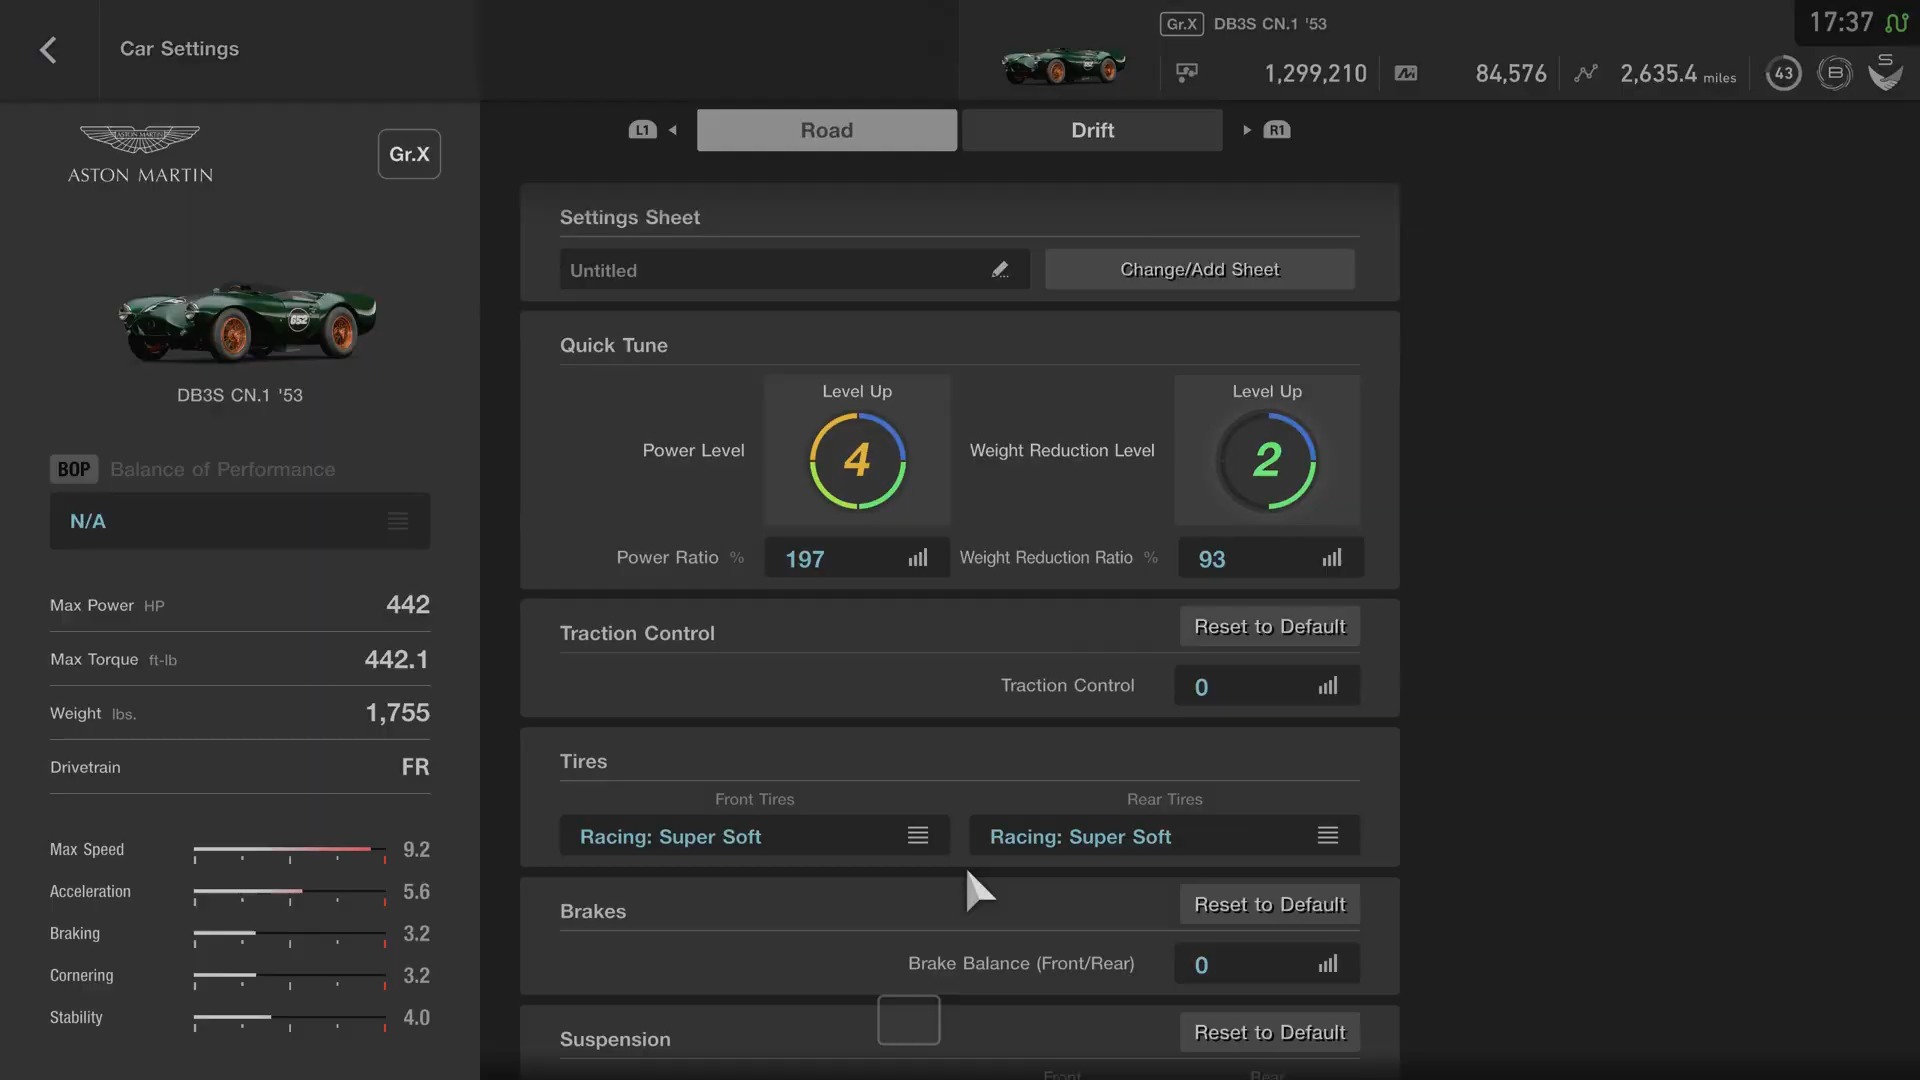 Car Settings
Gr.X DB3S CN.1 '53
17:37
1,299,210
84,576
2,635.4 miles
43
B
S
ASTON MARTIN
ASTON MARTIN
Gr.X
652
DB3S CN.1 '53
BOP Balance of Performance
N/A
Max Power HP 442
Max Torque ft-lb 442.1
Weight lbs. 1,755
Drivetrain FR
Max Speed 9.2
Acceleration 5.6
Braking 3.2
Cornering 3.2
Stability 4.0
L1 Road Drift R1
Settings Sheet
Untitled Change/Add Sheet
Quick Tune
Level Up Level Up
Power Level 4 Weight Reduction Level 2
Power Ratio % 197 Weight Reduction Ratio % 93
Traction Control Reset to Default
Traction Control 0
Tires
Front Tires Rear Tires
Racing: Super Soft Racing: Super Soft
Brakes Reset to Default
Brake Balance (Front/Rear) 0
Suspension Reset to Default
Front Rear